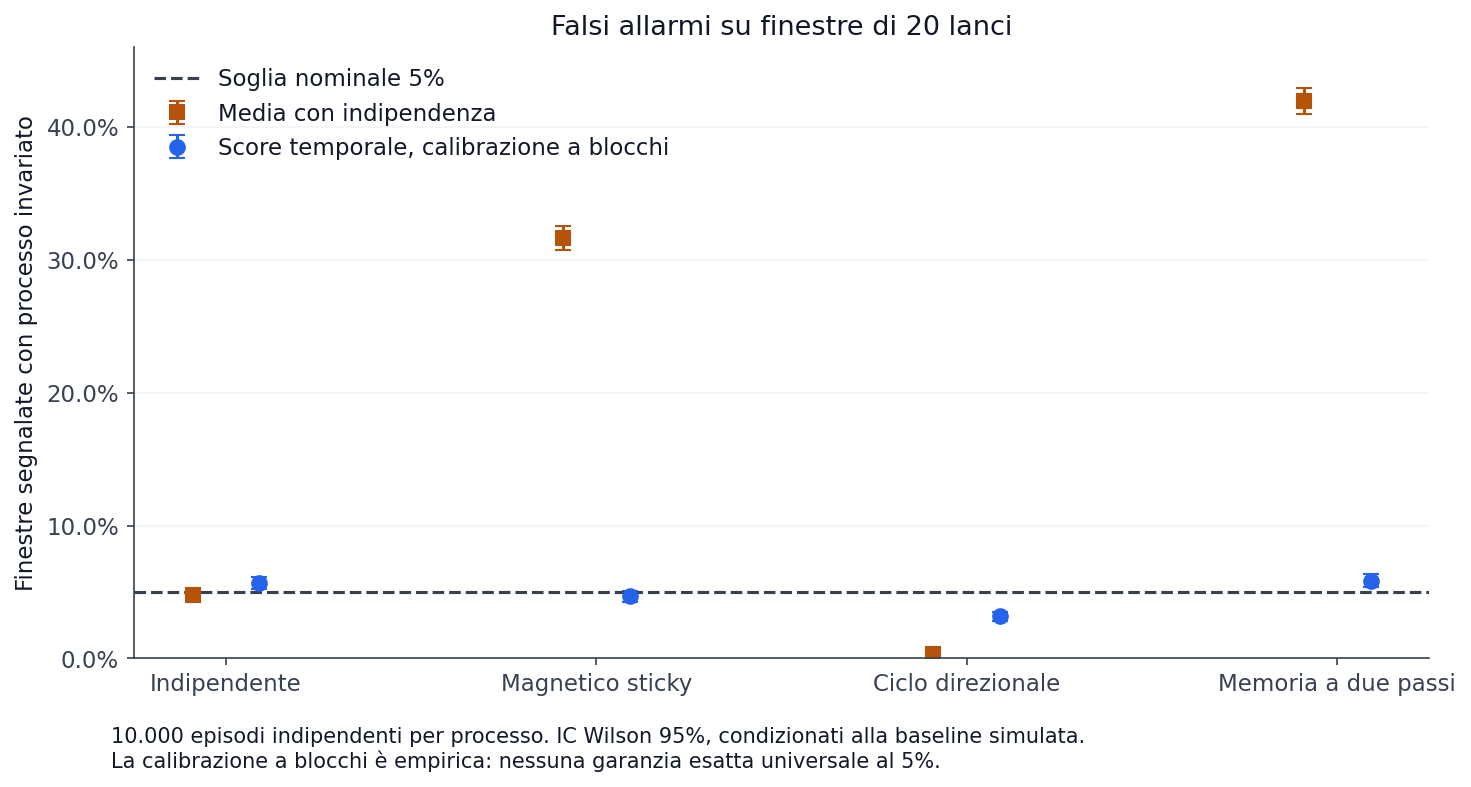 Falsi allarmi su finestre di 20 lanci
Soglia nominale 5%
Media con indipendenza
Score temporale, calibrazione a blocchi
Finestre segnalate con processo invariato
40.0%
30.0%
20.0%
10.0%
0.0%
Indipendente
Magnetico sticky
Ciclo direzionale
Memoria a due passi
10.000 episodi indipendenti per processo. IC Wilson 95%, condizionati alla baseline simulata.
La calibrazione a blocchi è empirica: nessuna garanzia esatta universale al 5%.